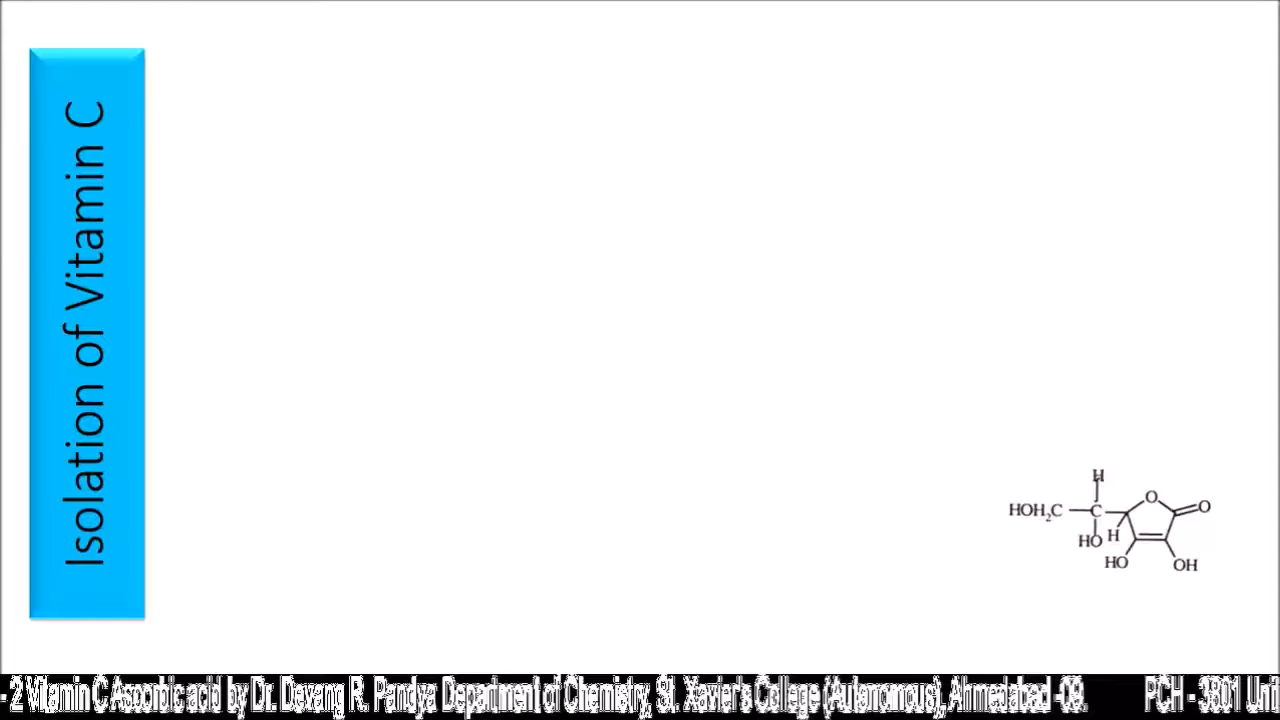 Isolation of Vitamin C
H
O
O
HOH₂C
C
H
HO
HO
OH
- 2 Vitamin C Ascorbic acid by Dr. Devang R. Pandya Department of Chemistry, St. Xavier's College (Autonomous), Ahmedabad -09. PCH - 3801 Unit